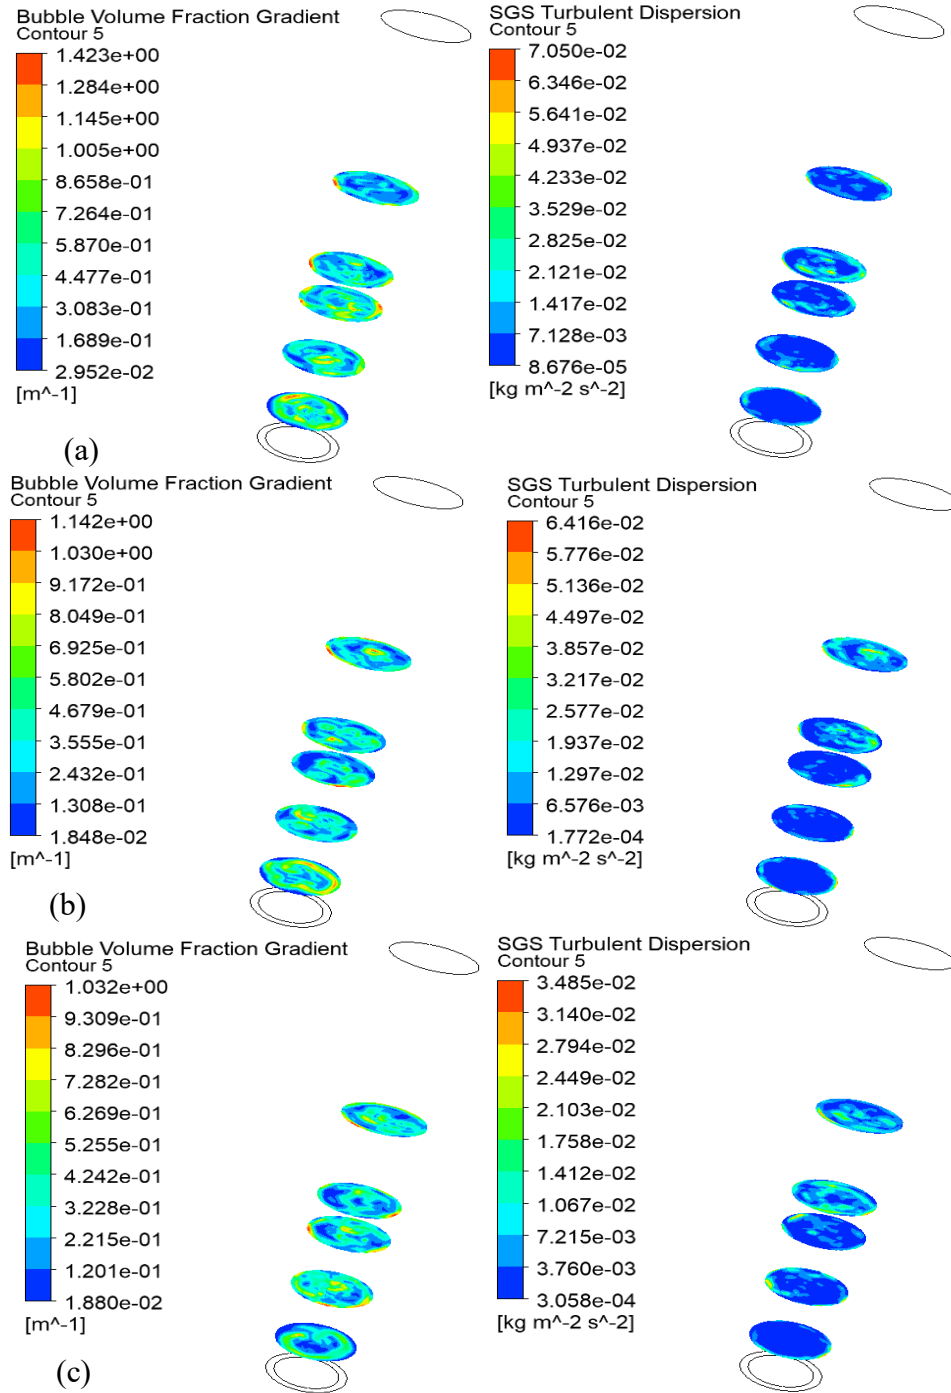 Bubble Volume Fraction Gradient
Contour 5
1.423e+00
1.284e+00
1.145e+00
1.005e+00
8.658e-01
7.264e-01
5.870e-01
4.477e-01
3.083e-01
1.689e-01
2.952e-02
[m^-1]
SGS Turbulent Dispersion
Contour 5
7.050e-02
6.346e-02
5.641e-02
4.937e-02
4.233e-02
3.529e-02
2.825e-02
2.121e-02
1.417e-02
7.128e-03
8.676e-05
[kg m^-2 s^-2]
(a)
Bubble Volume Fraction Gradient
Contour 5
1.142e+00
1.030e+00
9.172e-01
8.049e-01
6.925e-01
5.802e-01
4.679e-01
3.555e-01
2.432e-01
1.308e-01
1.848e-02
[m^-1]
SGS Turbulent Dispersion
Contour 5
6.416e-02
5.776e-02
5.136e-02
4.497e-02
3.857e-02
3.217e-02
2.577e-02
1.937e-02
1.297e-02
6.576e-03
1.772e-04
[kg m^-2 s^-2]
(b)
Bubble Volume Fraction Gradient
Contour 5
1.032e+00
9.309e-01
8.296e-01
7.282e-01
6.269e-01
5.255e-01
4.242e-01
3.228e-01
2.215e-01
1.201e-01
1.880e-02
[m^-1]
SGS Turbulent Dispersion
Contour 5
3.485e-02
3.140e-02
2.794e-02
2.449e-02
2.103e-02
1.758e-02
1.412e-02
1.067e-02
7.215e-03
3.760e-03
3.058e-04
[kg m^-2 s^-2]
(c)